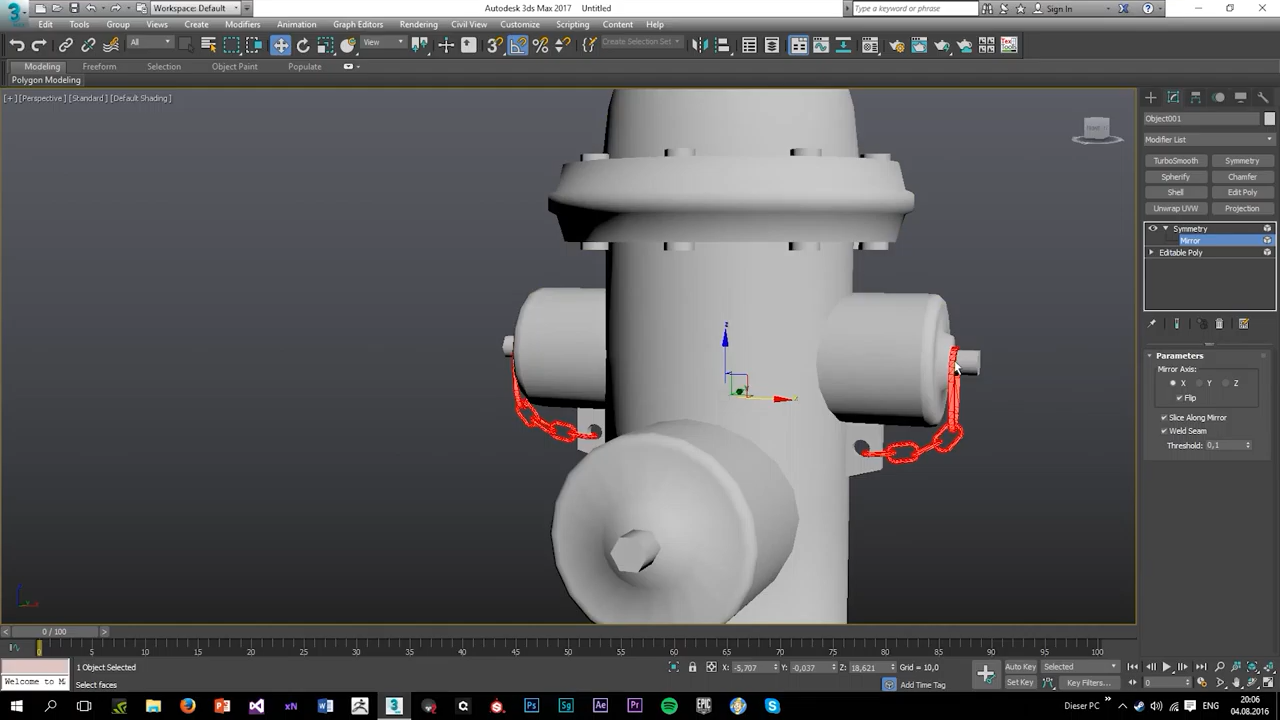 Workspace: Default
Autodesk 3ds Max 2017 Untitled
Type a keyword or phrase
Sign In
Edit Tools Group Views Create Modifiers Animation Graph Editors Rendering Civil View Customize Scripting Content Help
All
View
Create Selection Set
Modeling Freeform Selection Object Paint Populate
Polygon Modeling
[+] [Perspective] [Standard] [Default Shading]
Object001
Modifier List
TurboSmooth Symmetry
Spherify Chamfer
Shell Edit Poly
Unwrap UVW Projection
Symmetry
Mirror
Editable Poly
Parameters
Mirror Axis:
X Y Z
Flip
Slice Along Mirror
Weld Seam
Threshold: 0,1
z
0 / 100
0 5 10 15 20 25 30 35 40 45 50 55 60 65 70 75 80 85 90 95 100
1 Object Selected
X: -5,707 Y: -0,037 Z: 18,621 Grid = 10,0
Auto Key Selected
Welcome to M
Select faces
Add Time Tag
Set Key Key Filters...
0
Dieser PC
ENG
20:06
04.08.2016